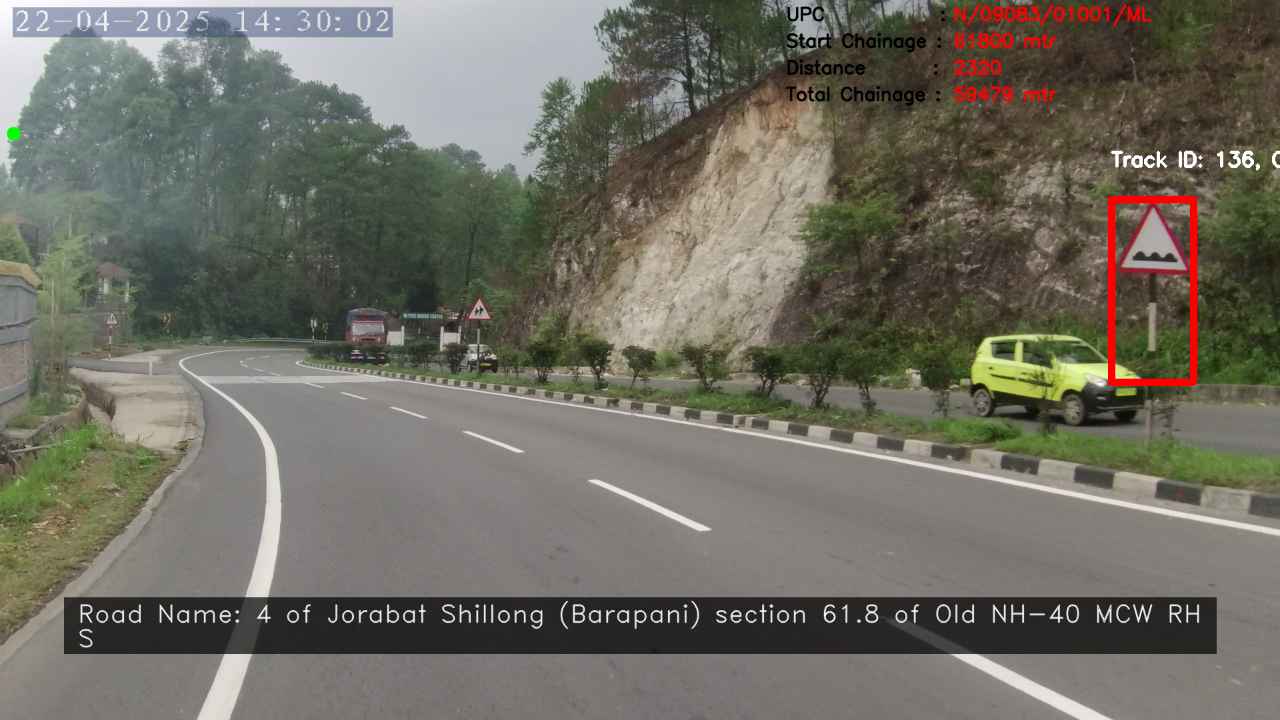 22-04-2025 14:30:02
UPC : N/09083/01001/ML
Start Chainage : 61800 mtr
Distance : 2320
Total Chainage : 59479 mtr
Track ID: 136,
Road Name: 4 of Jorabat Shillong (Barapani) section 61.8 of Old NH-40 MCW RH
S